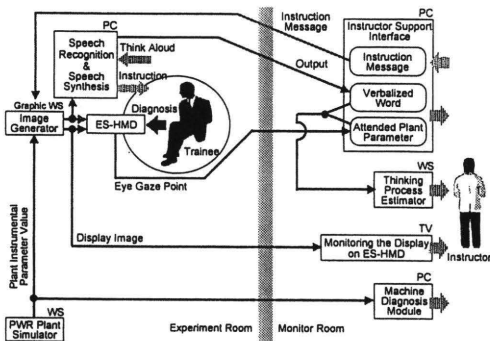 PC
Speech
Recognition
&
Speech
Synthesis
Think Aloud
Instruction
Instruction
Message
Output
PC
Instructor Support
Interface
Instruction
Message
Verbalized
Word
Attended Plant
Parameter
Graphic WS
Image
Generator
ES-HMD
Diagnosis
Trainee
Eye Gaze Point
WS
Thinking
Process
Estimator
Instructor
Plant Instrumental
Parameter Value
Display Image
TV
Monitoring the Display
on ES-HMD
PC
Machine
Diagnosis
Module
WS
PWR Plant
Simulator
Experiment Room
Monitor Room